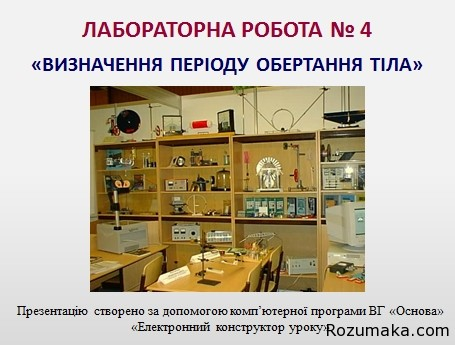 ЛАБОРАТОРНА РОБОТА № 4
«ВИЗНАЧЕННЯ ПЕРІОДУ ОБЕРТАННЯ ТІЛА»
Презентацію створено за допомогою комп'ютерної програми ВГ «Основа»
«Електронний конструктор уроку»
Rozumaka.com